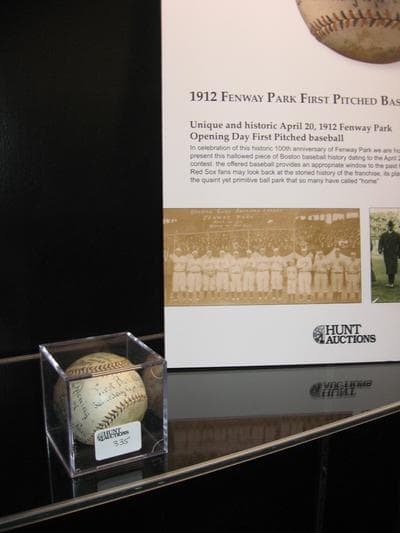 1912 FENWAY PARK FIRST PITCHED BAS
Unique and historic April 20, 1912 Fenway Park
Opening Day First Pitched baseball
In celebration of this historic 100th anniversary of Fenway Park we are ho
present this hallowed piece of Boston baseball history dating to the April 2
contest. the offered baseball provides an appropriate window to the past
Red Sox fans may look back at the storied history of the franchise, its pla
the quaint yet primitive ball park that so many have called "home"
HUNT
AUCTIONS
HUNT
AUCTIONS
335